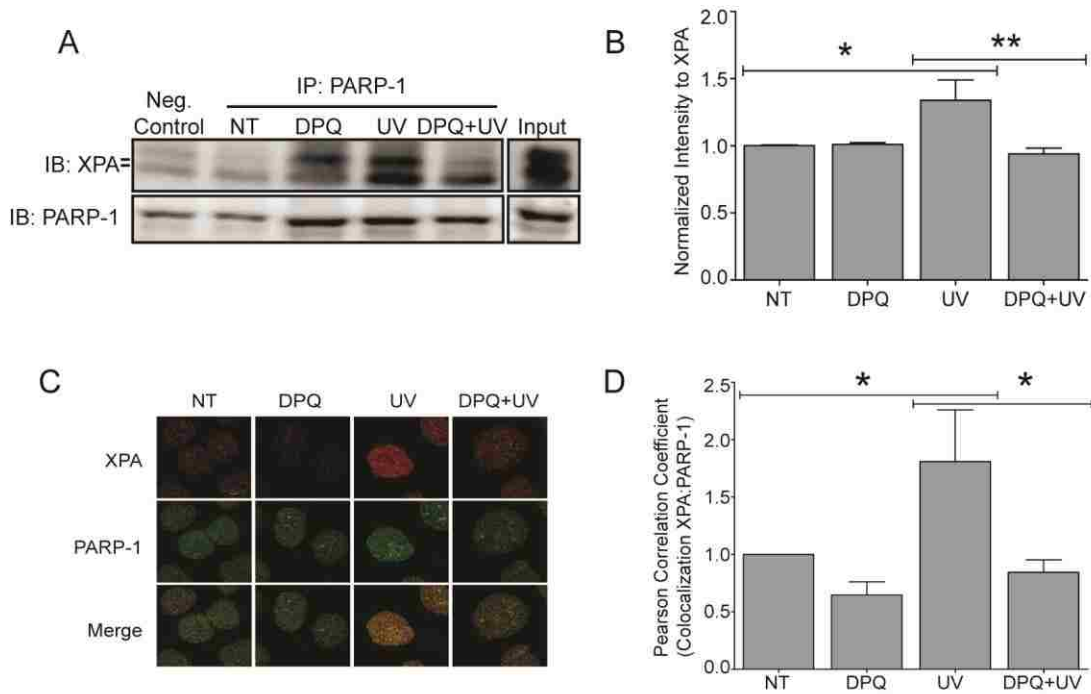 A
IP: PARP-1
Neg.
Control
NT
DPQ
UV
DPQ+UV
Input
IB: XPA=
IB: PARP-1
B
Normalized Intensity to XPA
2.0
1.5
1.0
0.5
0.0
*
**
NT
DPQ
UV
DPQ+UV
C
NT
DPQ
UV
DPQ+UV
XPA
PARP-1
Merge
D
Pearson Correlation Coefficient
(Colocalization XPA:PARP-1)
2.5
2.0
1.5
1.0
0.5
0.0
*
*
NT
DPQ
UV
DPQ+UV